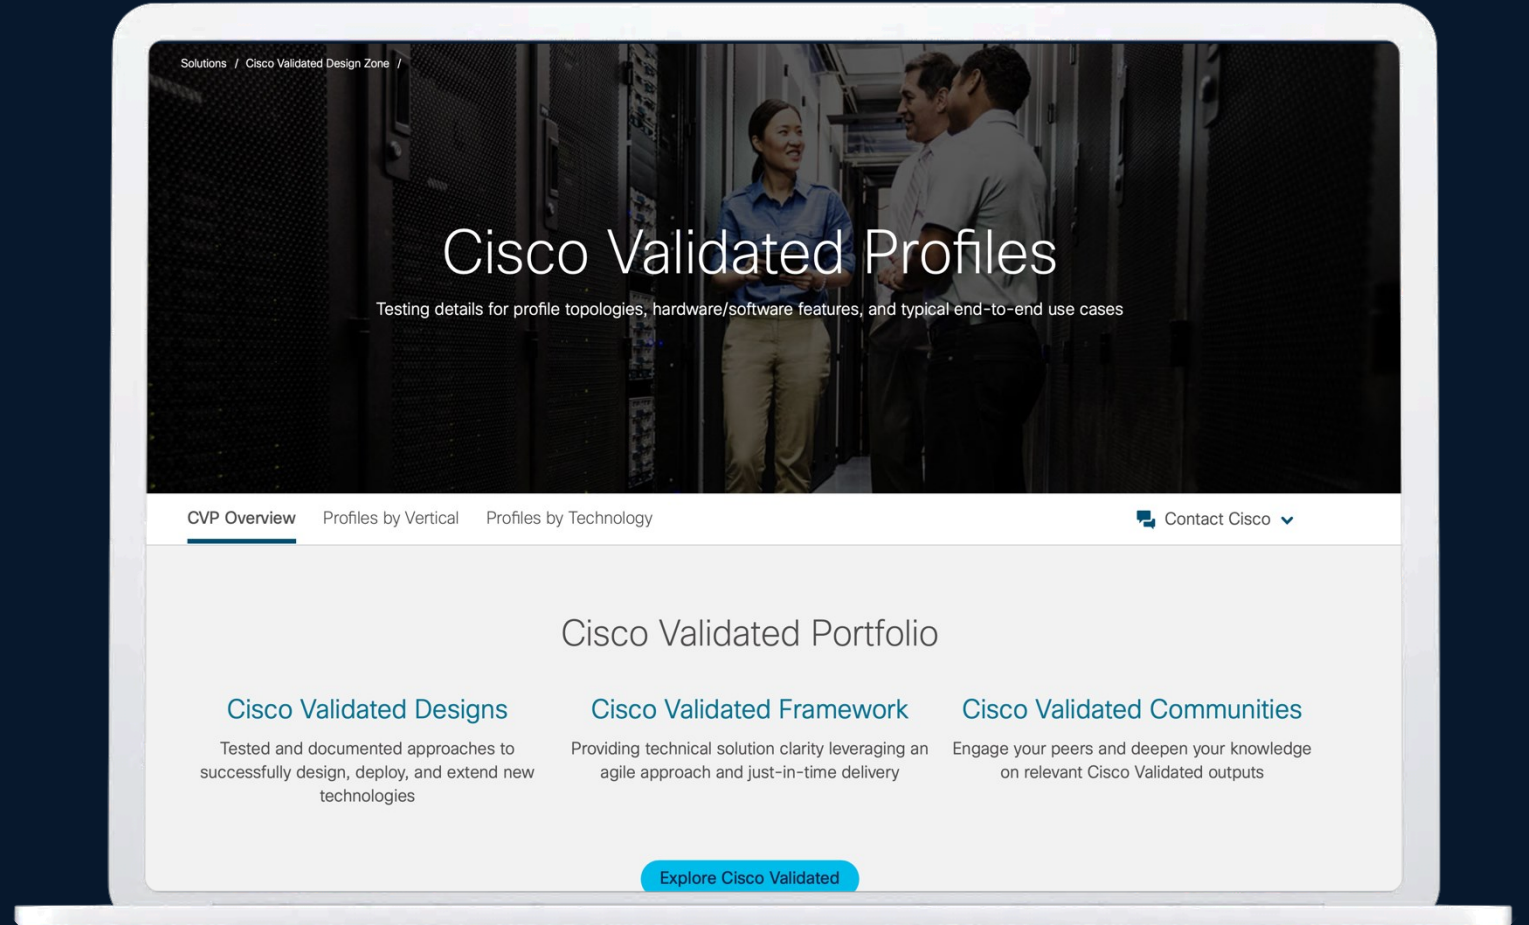 Solutions / Cisco Validated Design Zone /
Cisco Validated Profiles
Testing details for profile topologies, hardware/software features, and typical end-to-end use cases
CVP Overview
Profiles by Vertical
Profiles by Technology
Contact Cisco
Cisco Validated Portfolio
Cisco Validated Designs
Tested and documented approaches to
successfully design, deploy, and extend new
technologies
Cisco Validated Framework
Providing technical solution clarity leveraging an
agile approach and just-in-time delivery
Cisco Validated Communities
Engage your peers and deepen your knowledge
on relevant Cisco Validated outputs
Explore Cisco Validated